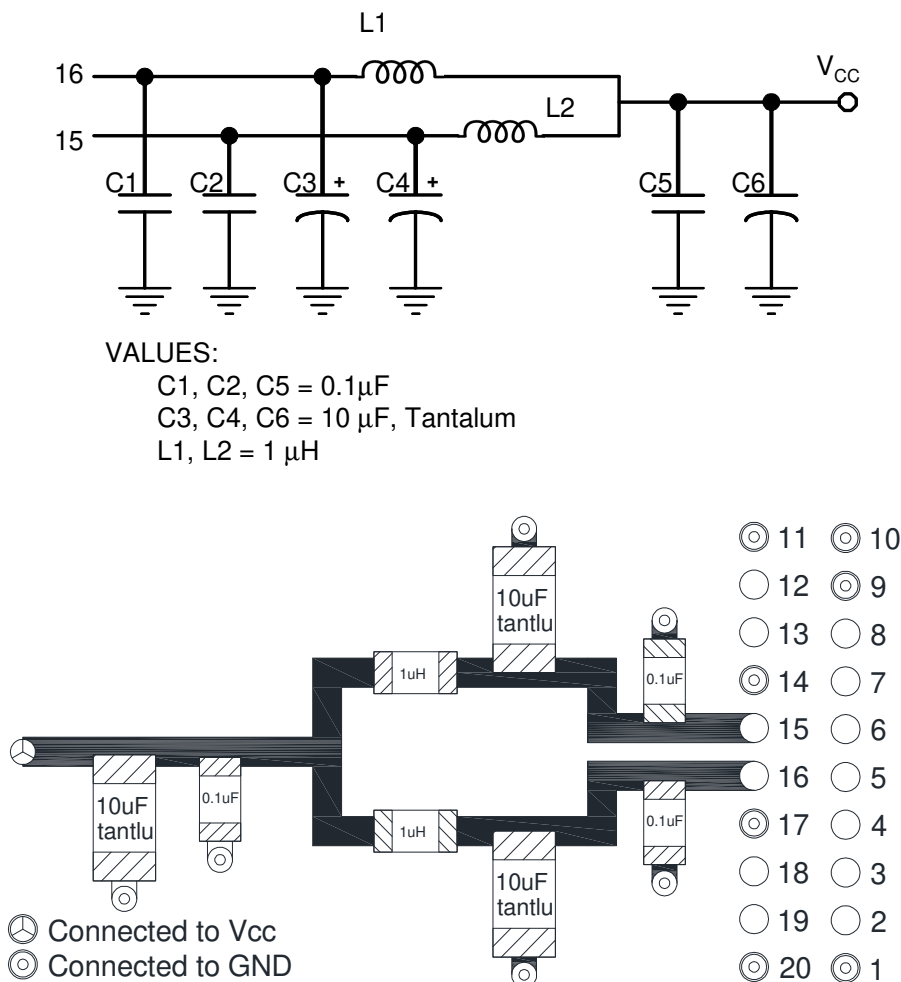 L1
16
VCC
L2
15
C1 C2 C3 + C4 + C5 C6
VALUES:
C1, C2, C5 = 0.1µF
C3, C4, C6 = 10 µF, Tantalum
L1, L2 = 1 µH
11 10
10uF
tantlu
12 9
13 8
1uH
0.1uF
14 7
15 6
16 5
10uF
tantlu
0.1uF
1uH
0.1uF
17 4
18 3
10uF
tantlu
19 2
Connected to Vcc
Connected to GND
20 1